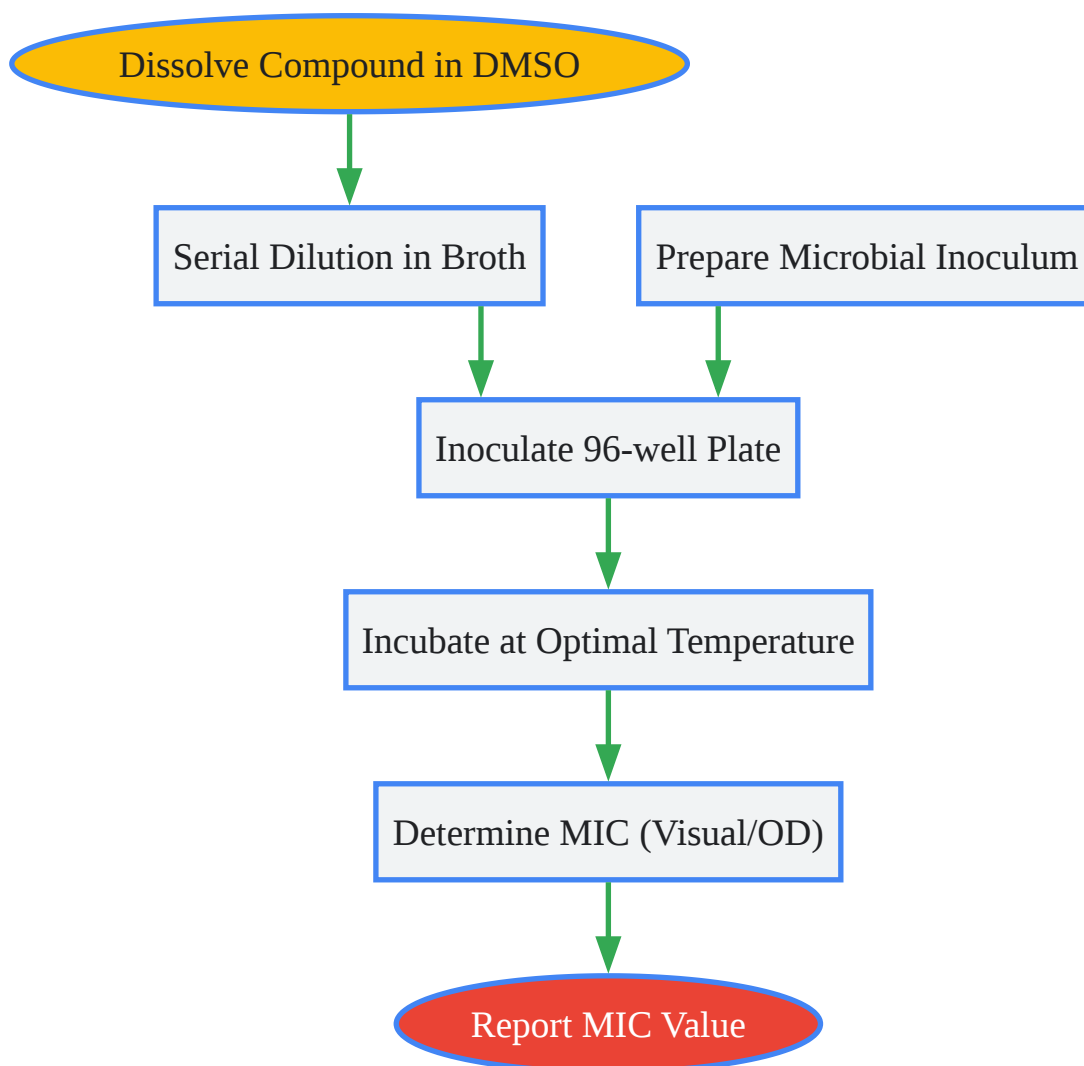 Dissolve Compound in DMSO
Serial Dilution in Broth
Prepare Microbial Inoculum
Inoculate 96-well Plate
Incubate at Optimal Temperature
Determine MIC (Visual/OD)
Report MIC Value